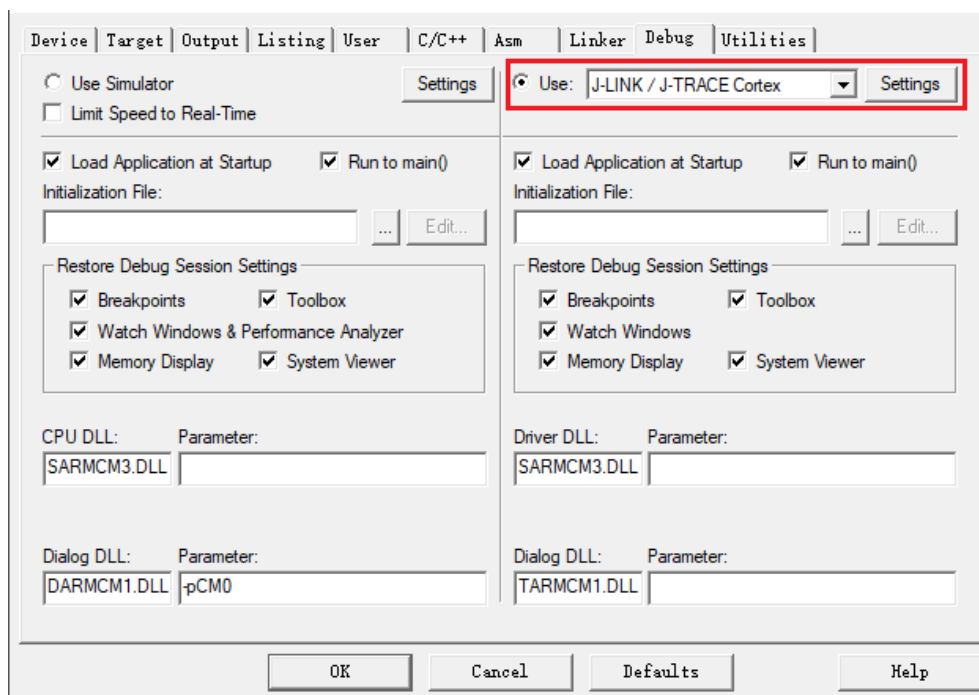 Device Target Output Listing User C/C++ Asm Linker Debug Utilities
Use Simulator Settings
Limit Speed to Real-Time
Use: J-LINK / J-TRACE Cortex Settings
Load Application at Startup Run to main()
Initialization File:
... Edit...
Restore Debug Session Settings
Breakpoints Toolbox
Watch Windows & Performance Analyzer
Memory Display System Viewer
CPU DLL: Parameter:
SARMCM3.DLL
Dialog DLL: Parameter:
DARMCM1.DLL -pCM0
Load Application at Startup Run to main()
Initialization File:
... Edit...
Restore Debug Session Settings
Breakpoints Toolbox
Watch Windows
Memory Display System Viewer
Driver DLL: Parameter:
SARMCM3.DLL
Dialog DLL: Parameter:
TARMCM1.DLL
OK Cancel Defaults Help